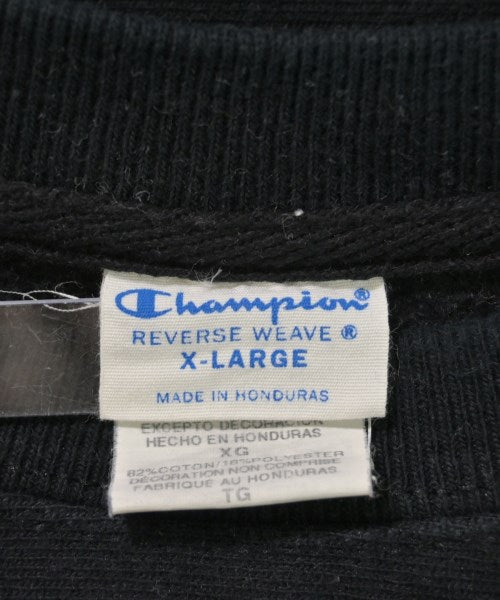 Champion®
REVERSE WEAVE ®
X-LARGE
MADE IN HONDURAS
EXCEPTO DECORACION
HECHO EN HONDURAS
XG
82%COTON/18%POLYESTER
DÉCORATION NON COMPRISE
FABRIQUE AU HONDURAS
TG